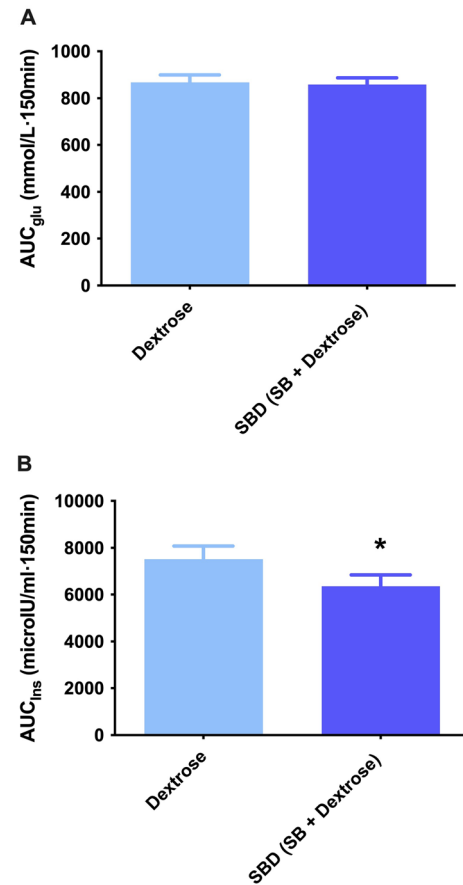 A
AUCglu (mmol/L·150min)
1000
800
600
400
200
0
Dextrose
SBD (SB + Dextrose)
B
AUCIns (microIU/ml·150min)
10000
8000
6000
4000
2000
0
*
Dextrose
SBD (SB + Dextrose)